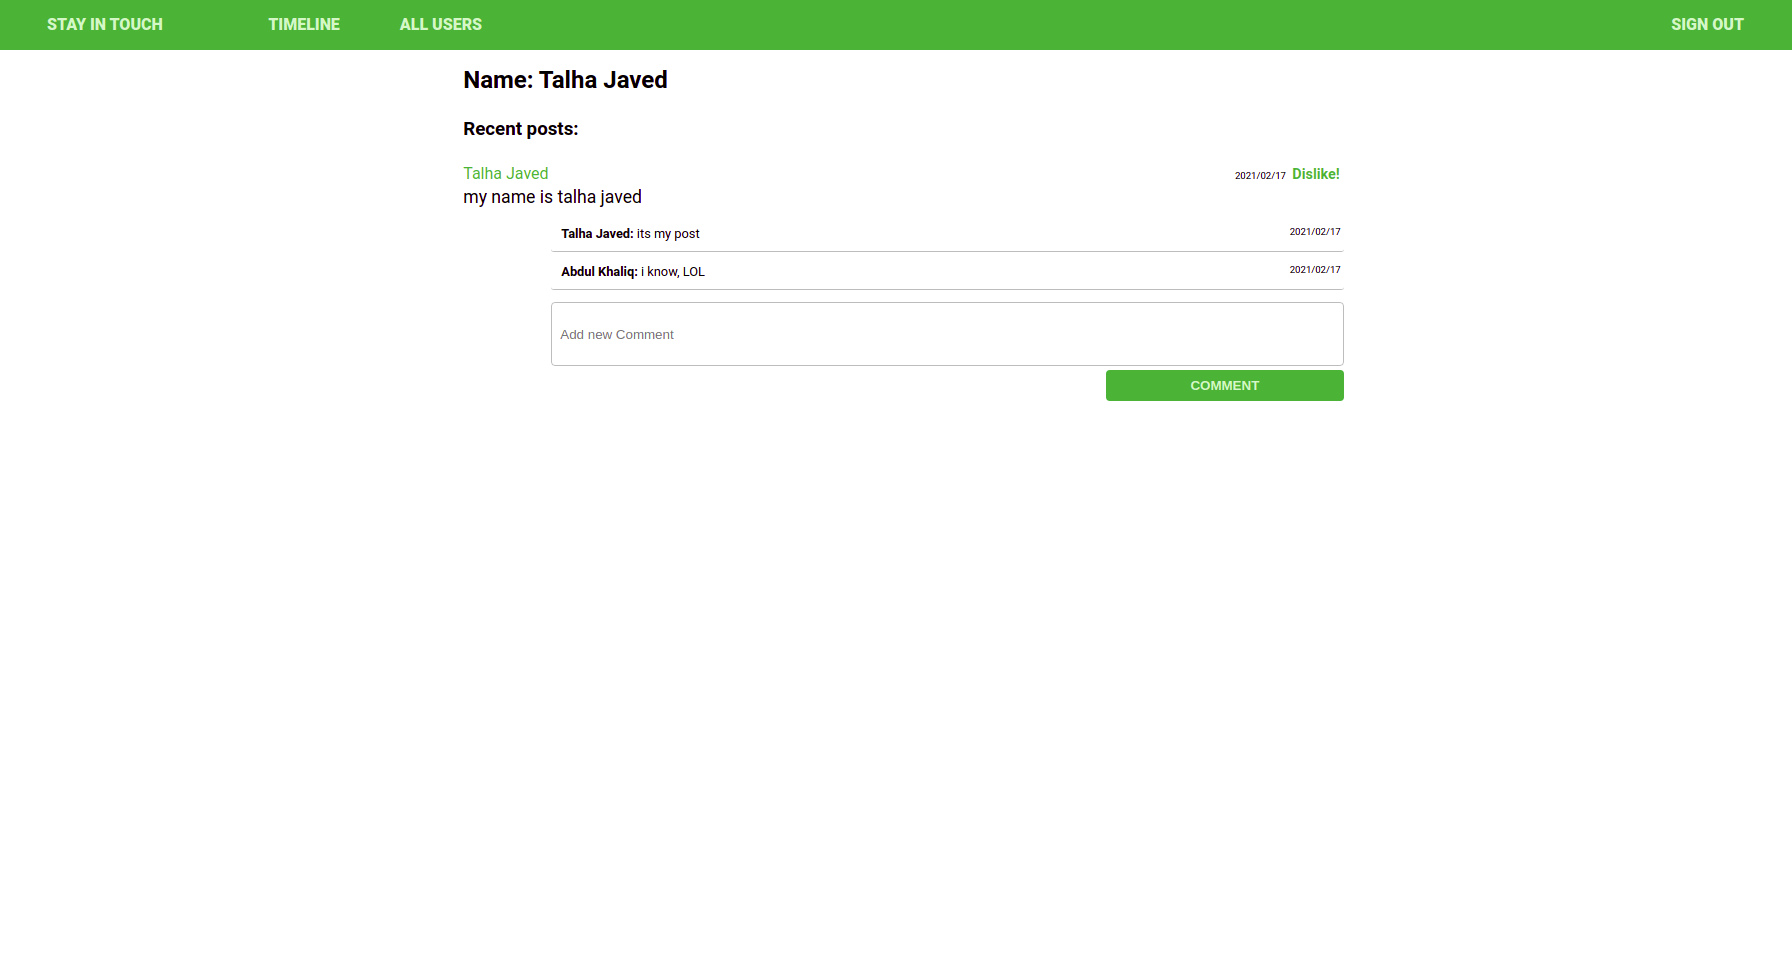 STAY IN TOUCH TIMELINE ALL USERS SIGN OUT
Name: Talha Javed
Recent posts:
Talha Javed 2021/02/17 Dislike!
my name is talha javed
Talha Javed: its my post 2021/02/17
Abdul Khaliq: i know, LOL 2021/02/17
Add new Comment
COMMENT